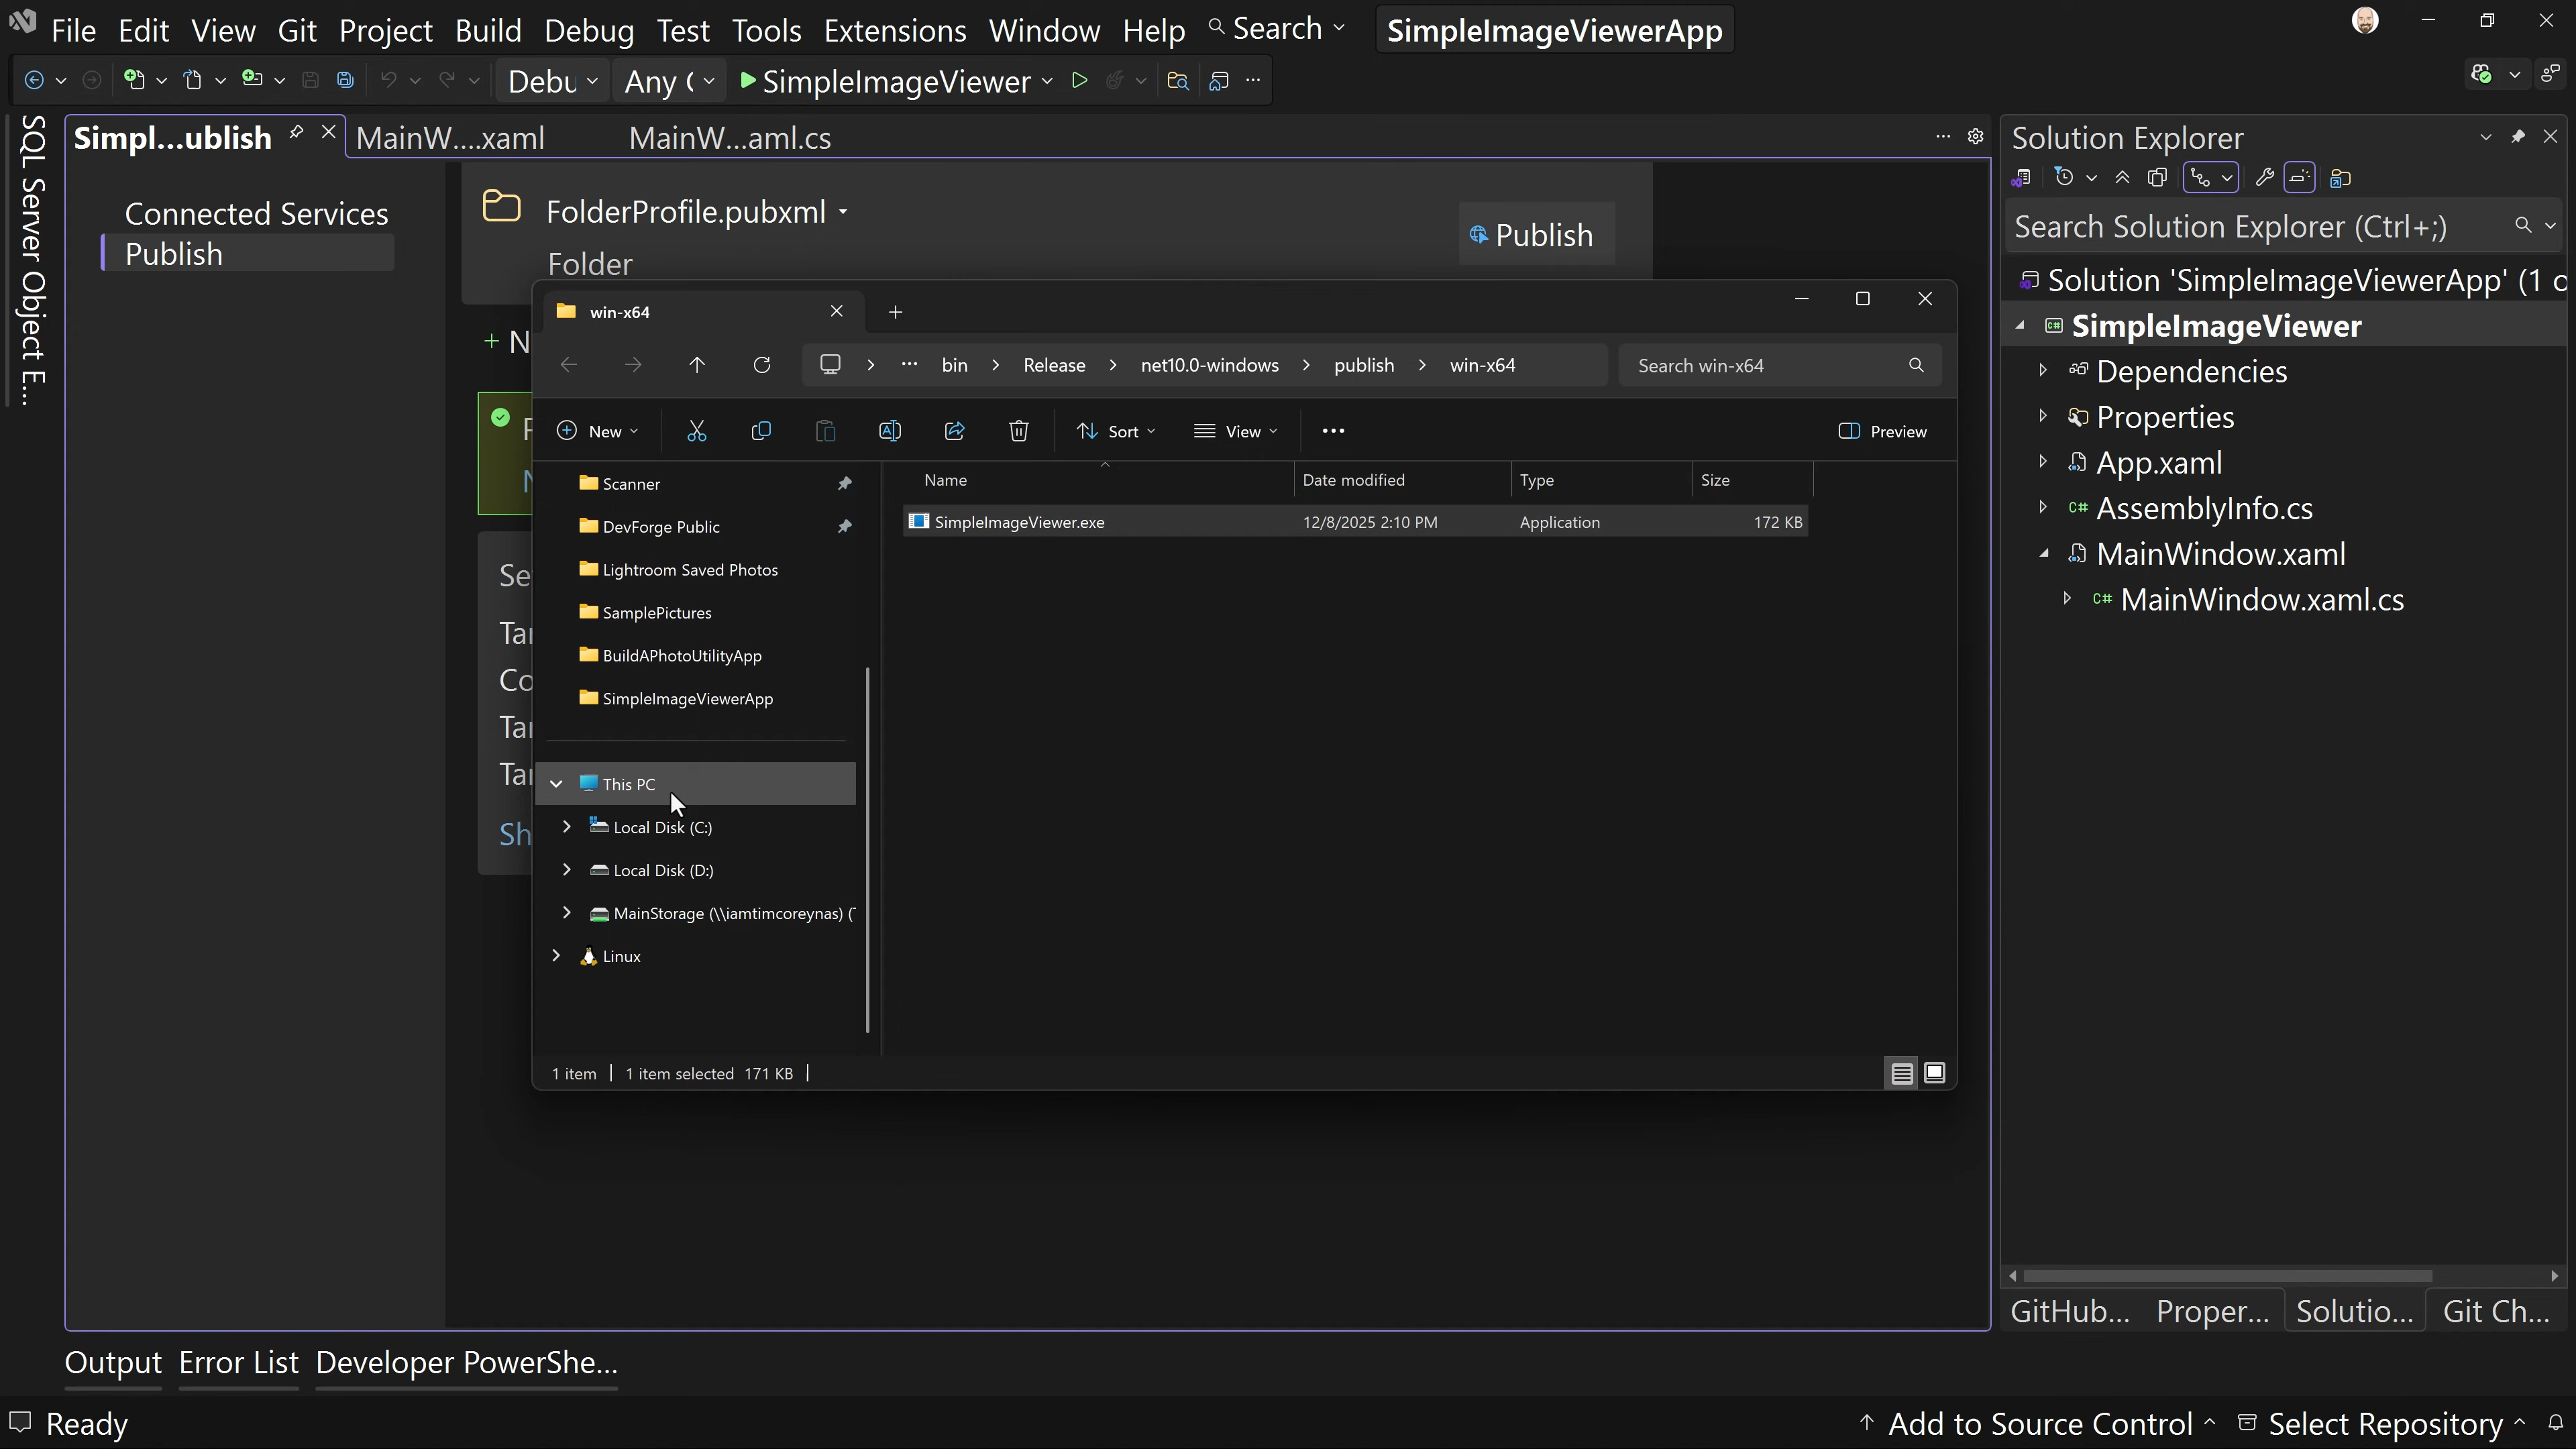 File Edit View Git Project Build Debug Test Tools Extensions Window Help Search SimpleImageViewerApp
Debu Any ( SimpleImageViewer
SQL Server Object E...
Simpl...ublish MainW....xaml MainW...aml.cs
Connected Services
Publish
FolderProfile.pubxml
Folder
Publish
+ N
win-x64
bin > Release > net10.0-windows > publish > win-x64
Search win-x64
New Sort View ... Preview
Scanner
DevForge Public
Lightroom Saved Photos
SamplePictures
BuildAPhotoUtilityApp
SimpleImageViewerApp
This PC
Local Disk (C:)
Local Disk (D:)
MainStorage (\\iamtimcoreynas) (
Linux
Name Date modified Type Size
SimpleImageViewer.exe 12/8/2025 2:10 PM Application 172 KB
1 item 1 item selected 171 KB
Se
Tar
Co
Tar
Tar
Sh
Solution Explorer
Search Solution Explorer (Ctrl+;)
Solution 'SimpleImageViewerApp' (1 o
SimpleImageViewer
Dependencies
Properties
App.xaml
C# AssemblyInfo.cs
MainWindow.xaml
C# MainWindow.xaml.cs
GitHub... Proper... Solutio... Git Ch...
Output Error List Developer PowerShe...
Ready
Add to Source Control Select Repository